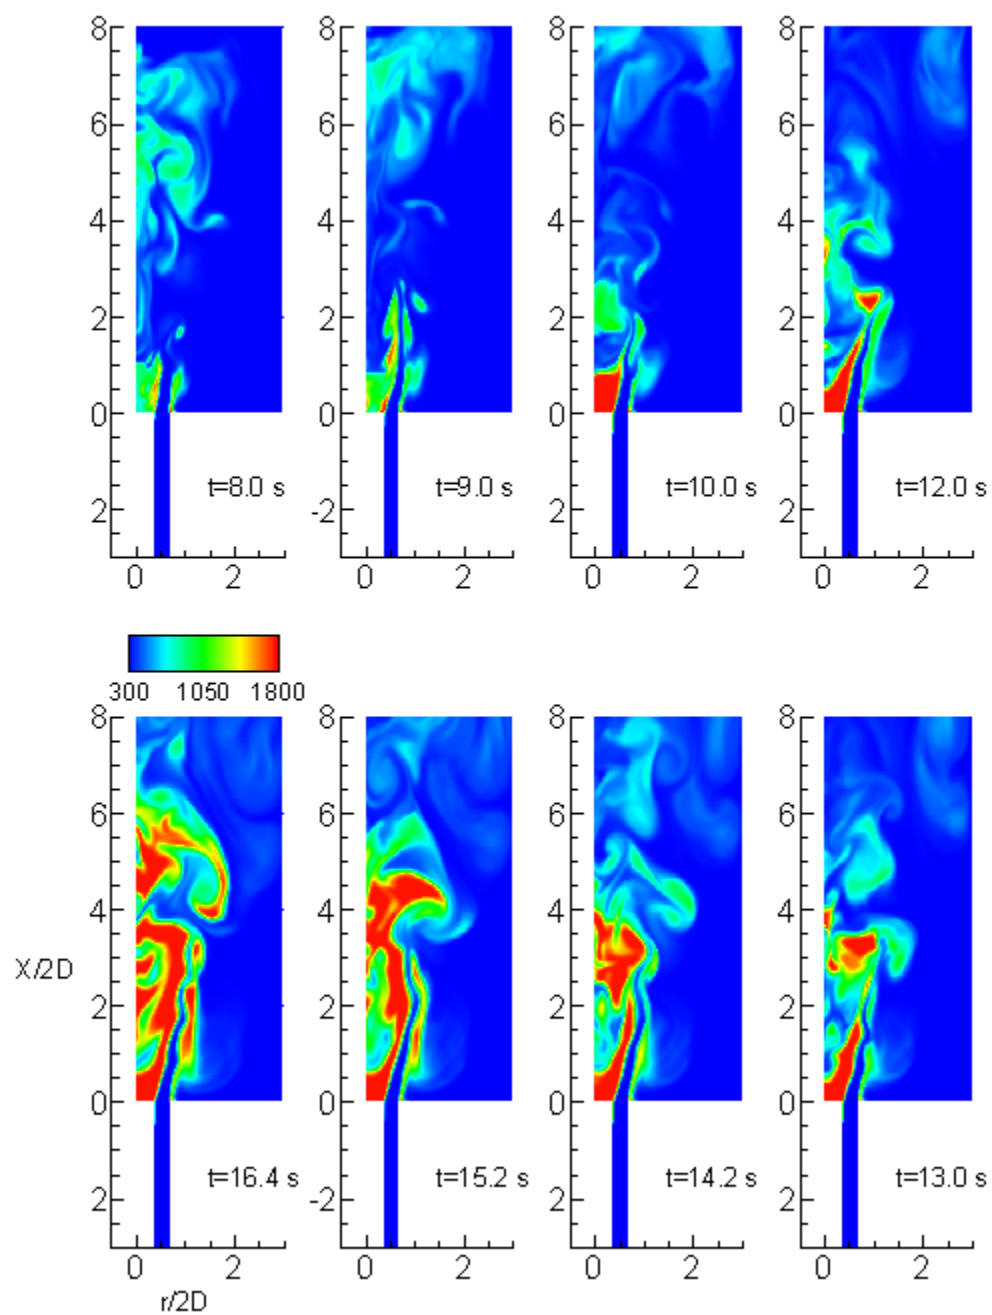 8 8 8 8
6 6 6 6
4 4 4 4
2 2 2 2
0 0 0 0
t=8.0 s t=9.0 s t=10.0 s t=12.0 s
2 -2 2 2
0 2 0 2 0 2 0 2
300 1050 1800
8 8 8 8
6 6 6 6
4 4 4 4
X/2D
2 2 2 2
0 0 0 0
t=16.4 s t=15.2 s t=14.2 s t=13.0 s
2 -2 2 2
0 2 0 2 0 2 0 2
r/2D